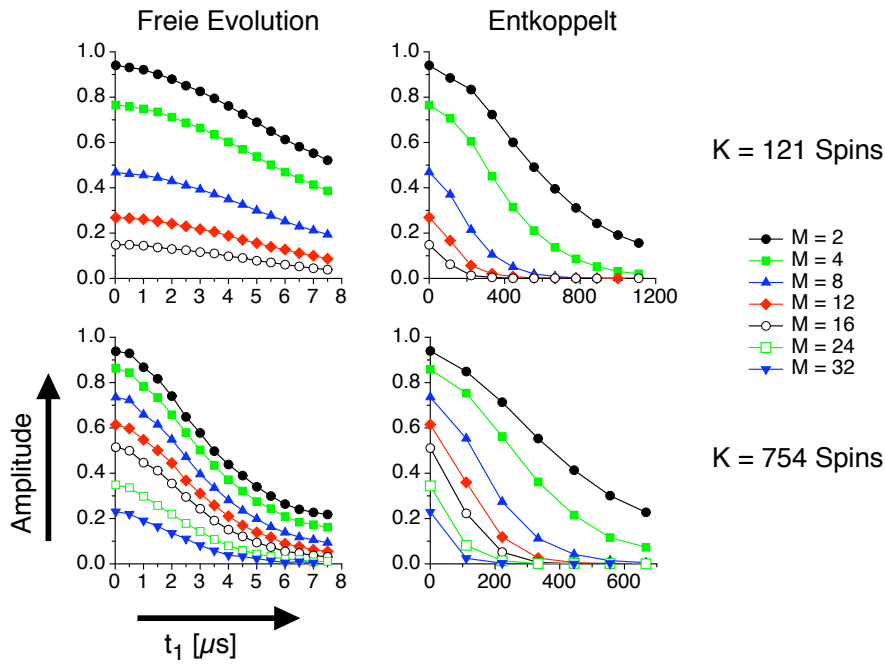 Freie Evolution
Entkoppelt
1.0
0.8
0.6
0.4
0.2
0.0
0 1 2 3 4 5 6 7 8
1.0
0.8
0.6
0.4
0.2
0.0
0 400 800 1200
K = 121 Spins
M = 2
M = 4
M = 8
M = 12
M = 16
M = 24
M = 32
1.0
0.8
0.6
0.4
0.2
0.0
0 1 2 3 4 5 6 7 8
1.0
0.8
0.6
0.4
0.2
0.0
0 200 400 600
K = 754 Spins
Amplitude
t₁ [µs]